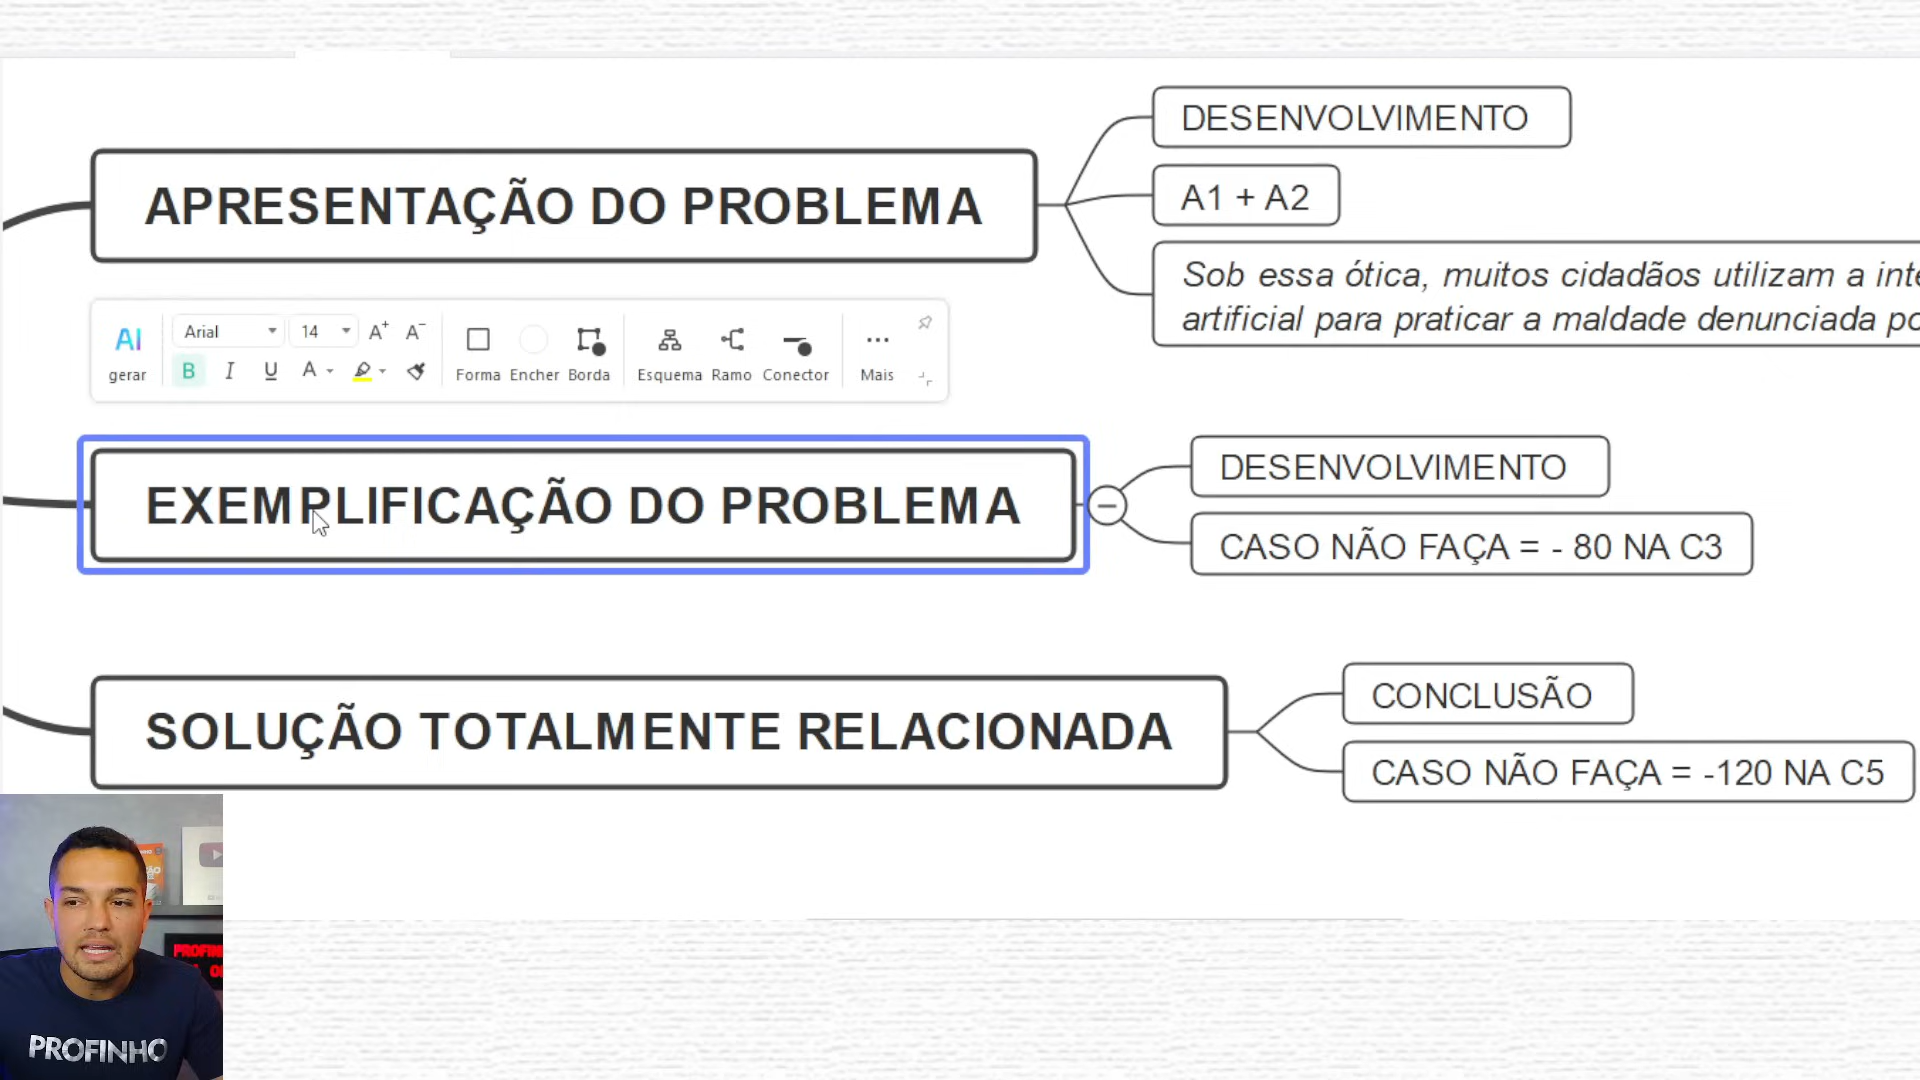 APRESENTAÇÃO DO PROBLEMA
DESENVOLVIMENTO
A1 + A2
Sob essa ótica, muitos cidadãos utilizam a
artificial para praticar a maldade denunciada
AI
gerar
Arial
14
A+
A-
B
I
U
A
Forma
Encher
Borda
Esquema
Ramo
Conector
Mais
EXEMPLIFICAÇÃO DO PROBLEMA
DESENVOLVIMENTO
CASO NÃO FAÇA = - 80 NA C3
SOLUÇÃO TOTALMENTE RELACIONADA
CONCLUSÃO
CASO NÃO FAÇA = -120 NA C5
PROFINHO